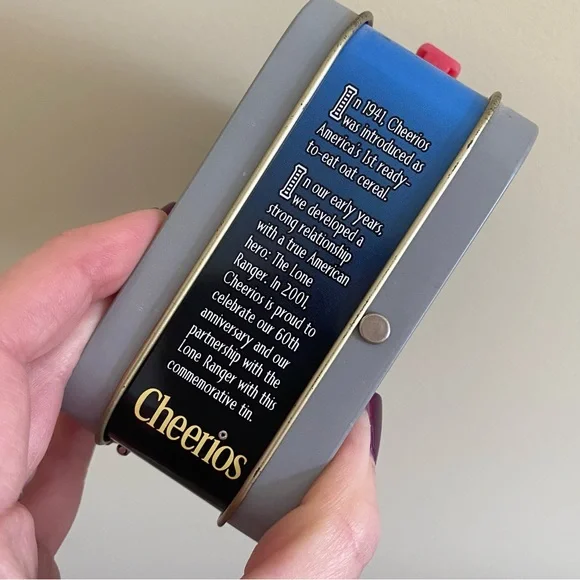 In 1941, Cheerios
was introduced as
America's 1st ready-
to-eat oat cereal.
In our early years,
we developed a
strong relationship
with a true American
hero: The Lone
Ranger. In 2001,
Cheerios is proud to
celebrate our 60th
anniversary and our
partnership with the
Lone Ranger with this
commemorative tin.
Cheerios